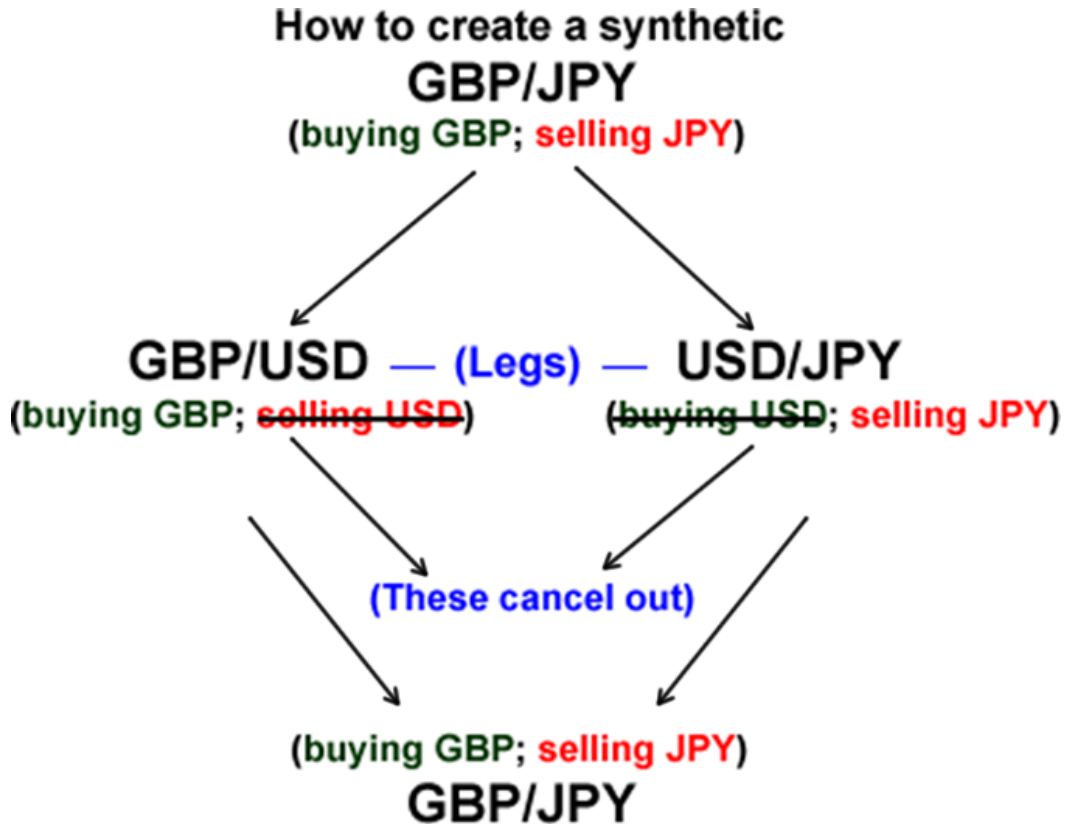 How to create a synthetic
GBP/JPY
(buying GBP; selling JPY)
GBP/USD — (Legs) — USD/JPY
(buying GBP; selling USD) (buying USD; selling JPY)
(These cancel out)
(buying GBP; selling JPY)
GBP/JPY